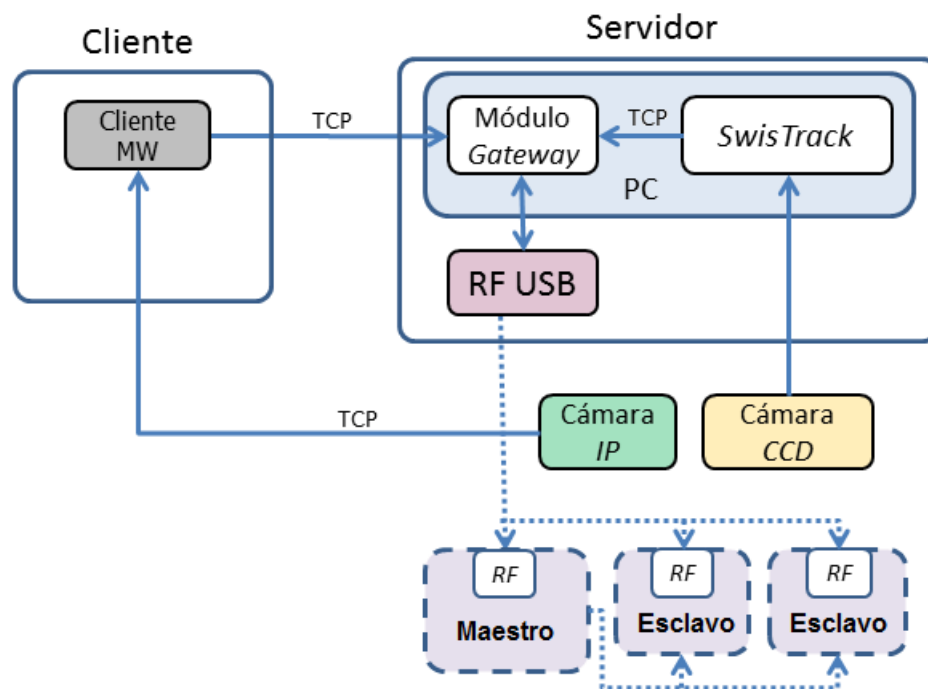 Cliente
Servidor
Cliente
MW
TCP
Módulo
Gateway
TCP
SwisTrack
PC
RF USB
TCP
Cámara
IP
Cámara
CCD
RF
Maestro
RF
Esclavo
RF
Esclavo